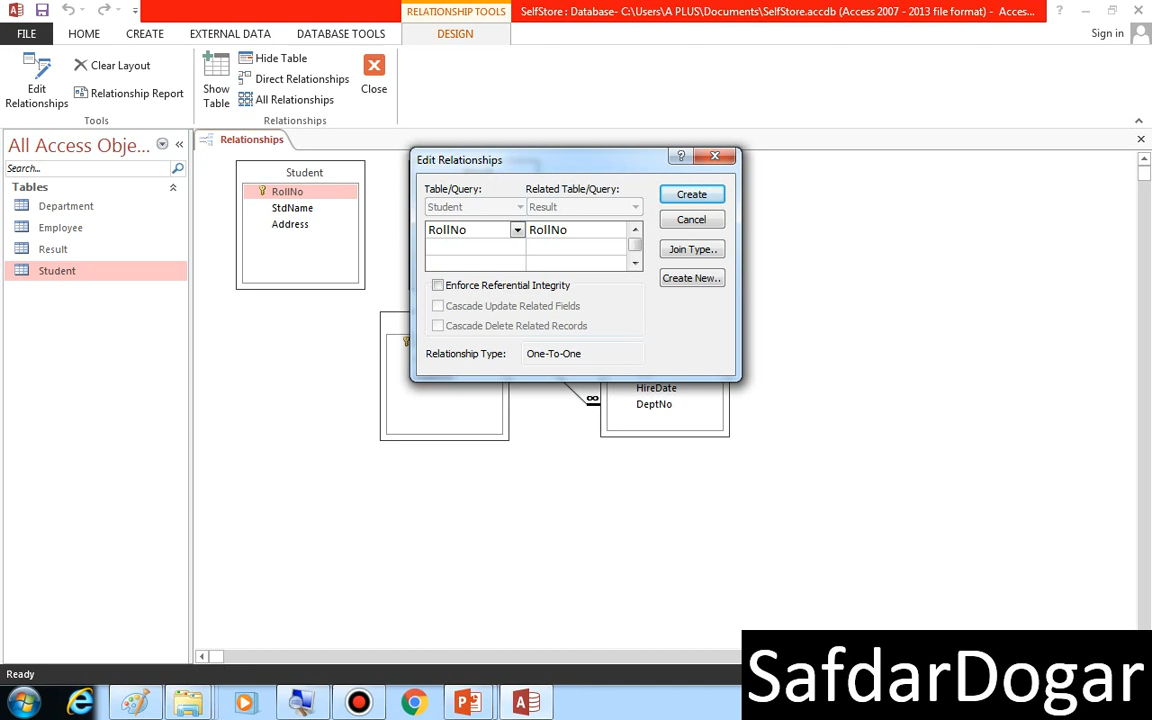 RELATIONSHIP TOOLS
SelfStore : Database- C:\Users\A PLUS\Documents\SelfStore.accdb (Access 2007 - 2013 file format) - Acces...
FILE HOME CREATE EXTERNAL DATA DATABASE TOOLS DESIGN Sign in
Edit Relationships
Clear Layout
Relationship Report
Tools
Show Table
Hide Table
Direct Relationships
All Relationships
Close
Relationships
All Access Obje...
Search...
Tables
Department
Employee
Result
Student
Relationships
Student
RollNo
StdName
Address
Edit Relationships
Table/Query: Related Table/Query:
Student Result
RollNo RollNo
Enforce Referential Integrity
Cascade Update Related Fields
Cascade Delete Related Records
Relationship Type: One-To-One
Create
Cancel
Join Type..
Create New..
HireDate
DeptNo
Ready
SafdarDogar